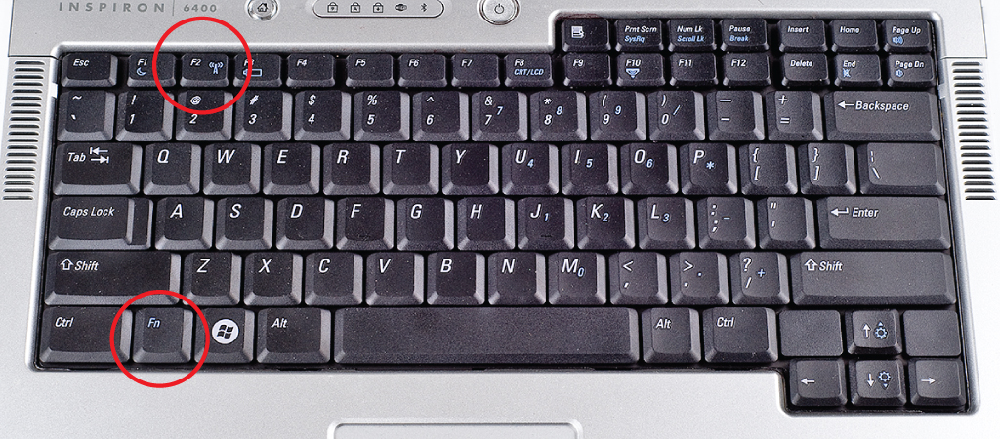 INSPIRON 6400
Prnt Scrn Num Lk Pause Insert Home Page Up
SysRq Scroll Lk Break
Esc F1 F2 F3 F4 F5 F6 F7 F8 F9 F10 F11 F12 Delete End Page Dn
CRT/LCD
~ ! @ # $ % ^ & * ( ) — +
` 1 2 3 4 5 6 7 7 8 8 9 9 0 / - = Backspace
Tab Q W E R T Y U 4 I 5 O 6 P * { [ } ] | \
Caps Lock A S D F G H J 1 K 2 L 3 : ; - " ' Enter
Shift Z X C V B N M 0 < , > . . ? / + Shift
Ctrl Fn Alt Alt Ctrl